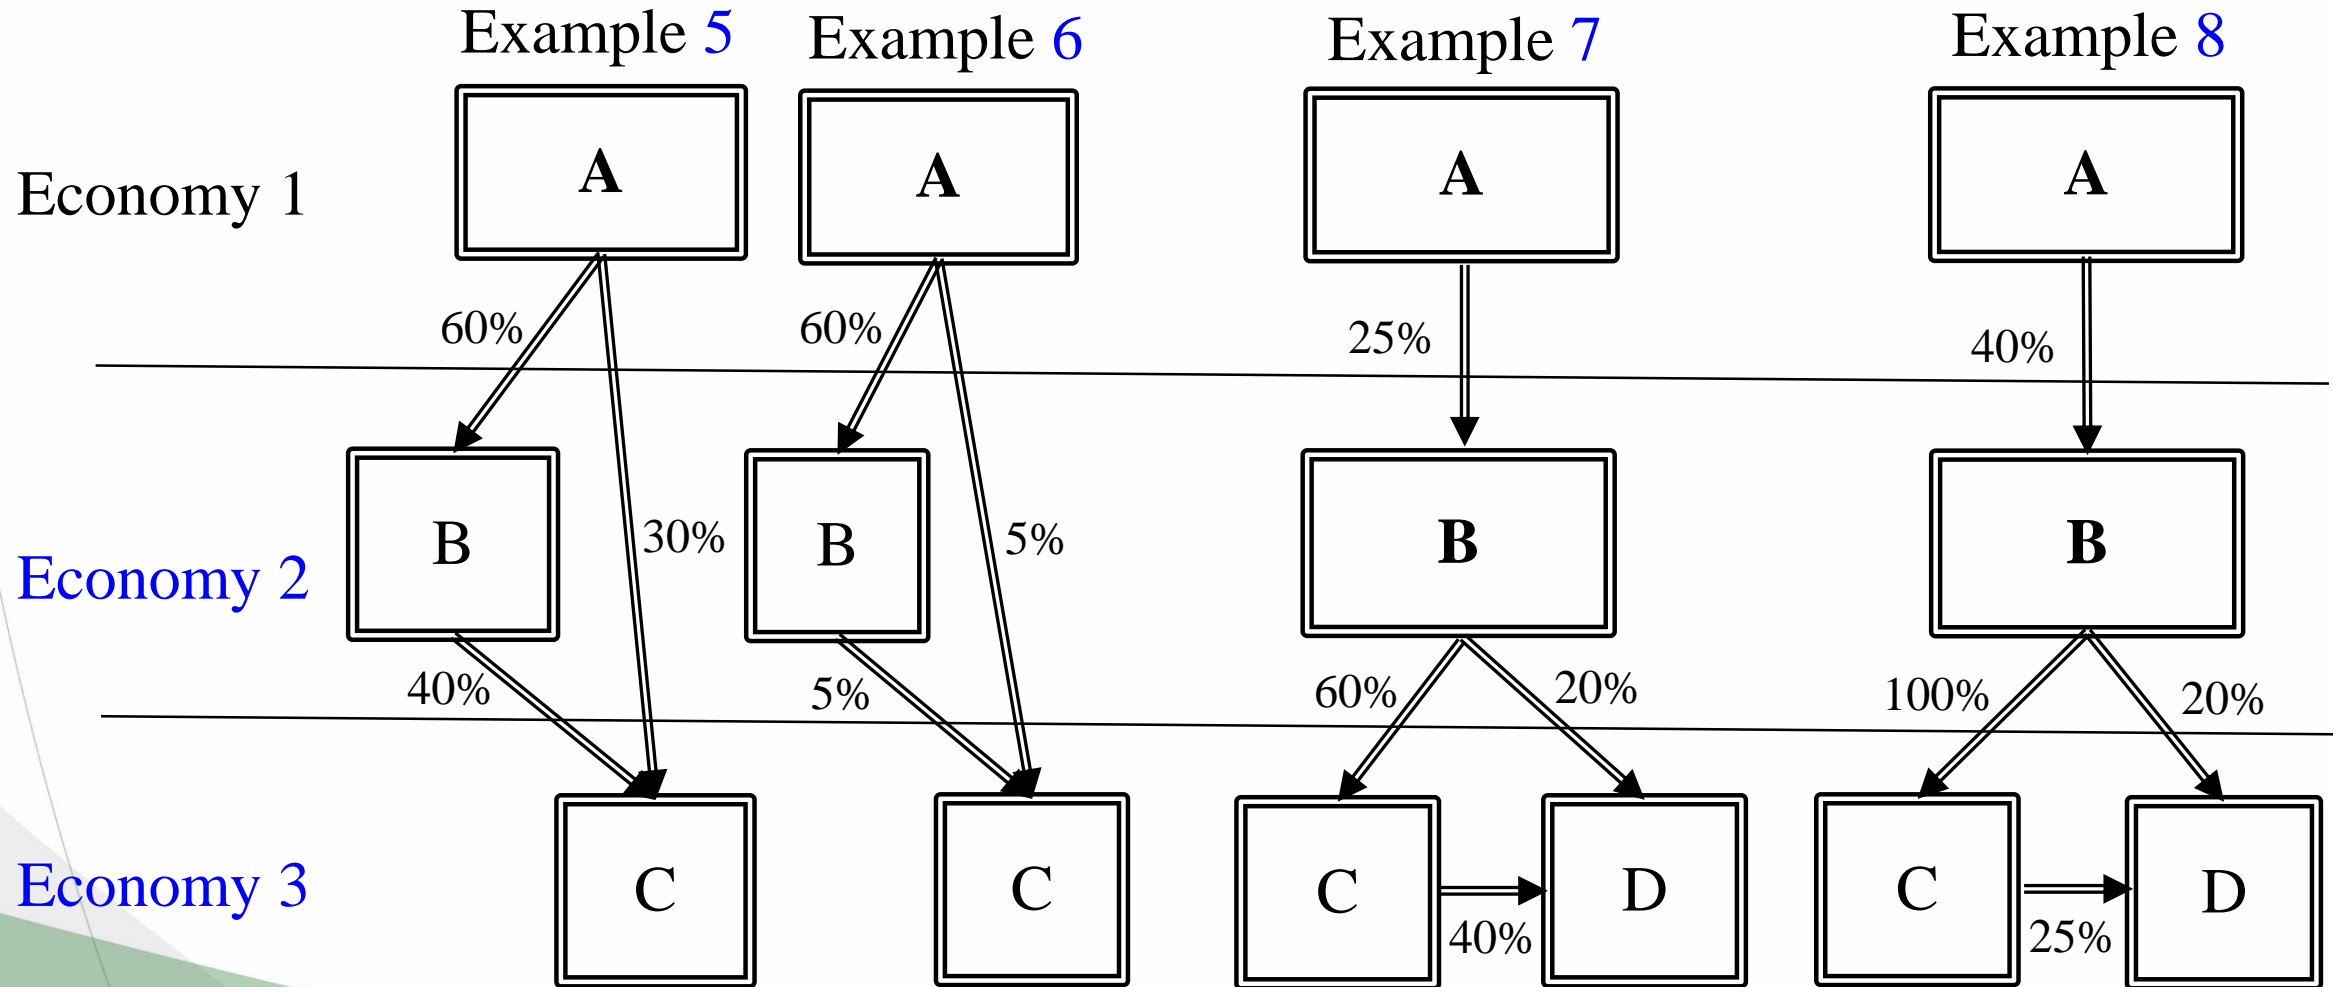 Example 5
Example 6
Example 7
Example 8
Economy 1
A
A
A
A
60%
60%
25%
40%
Economy 2
B
B
B
B
30%
5%
40%
5%
60%
20%
100%
20%
Economy 3
C
C
C
D
C
D
40%
25%